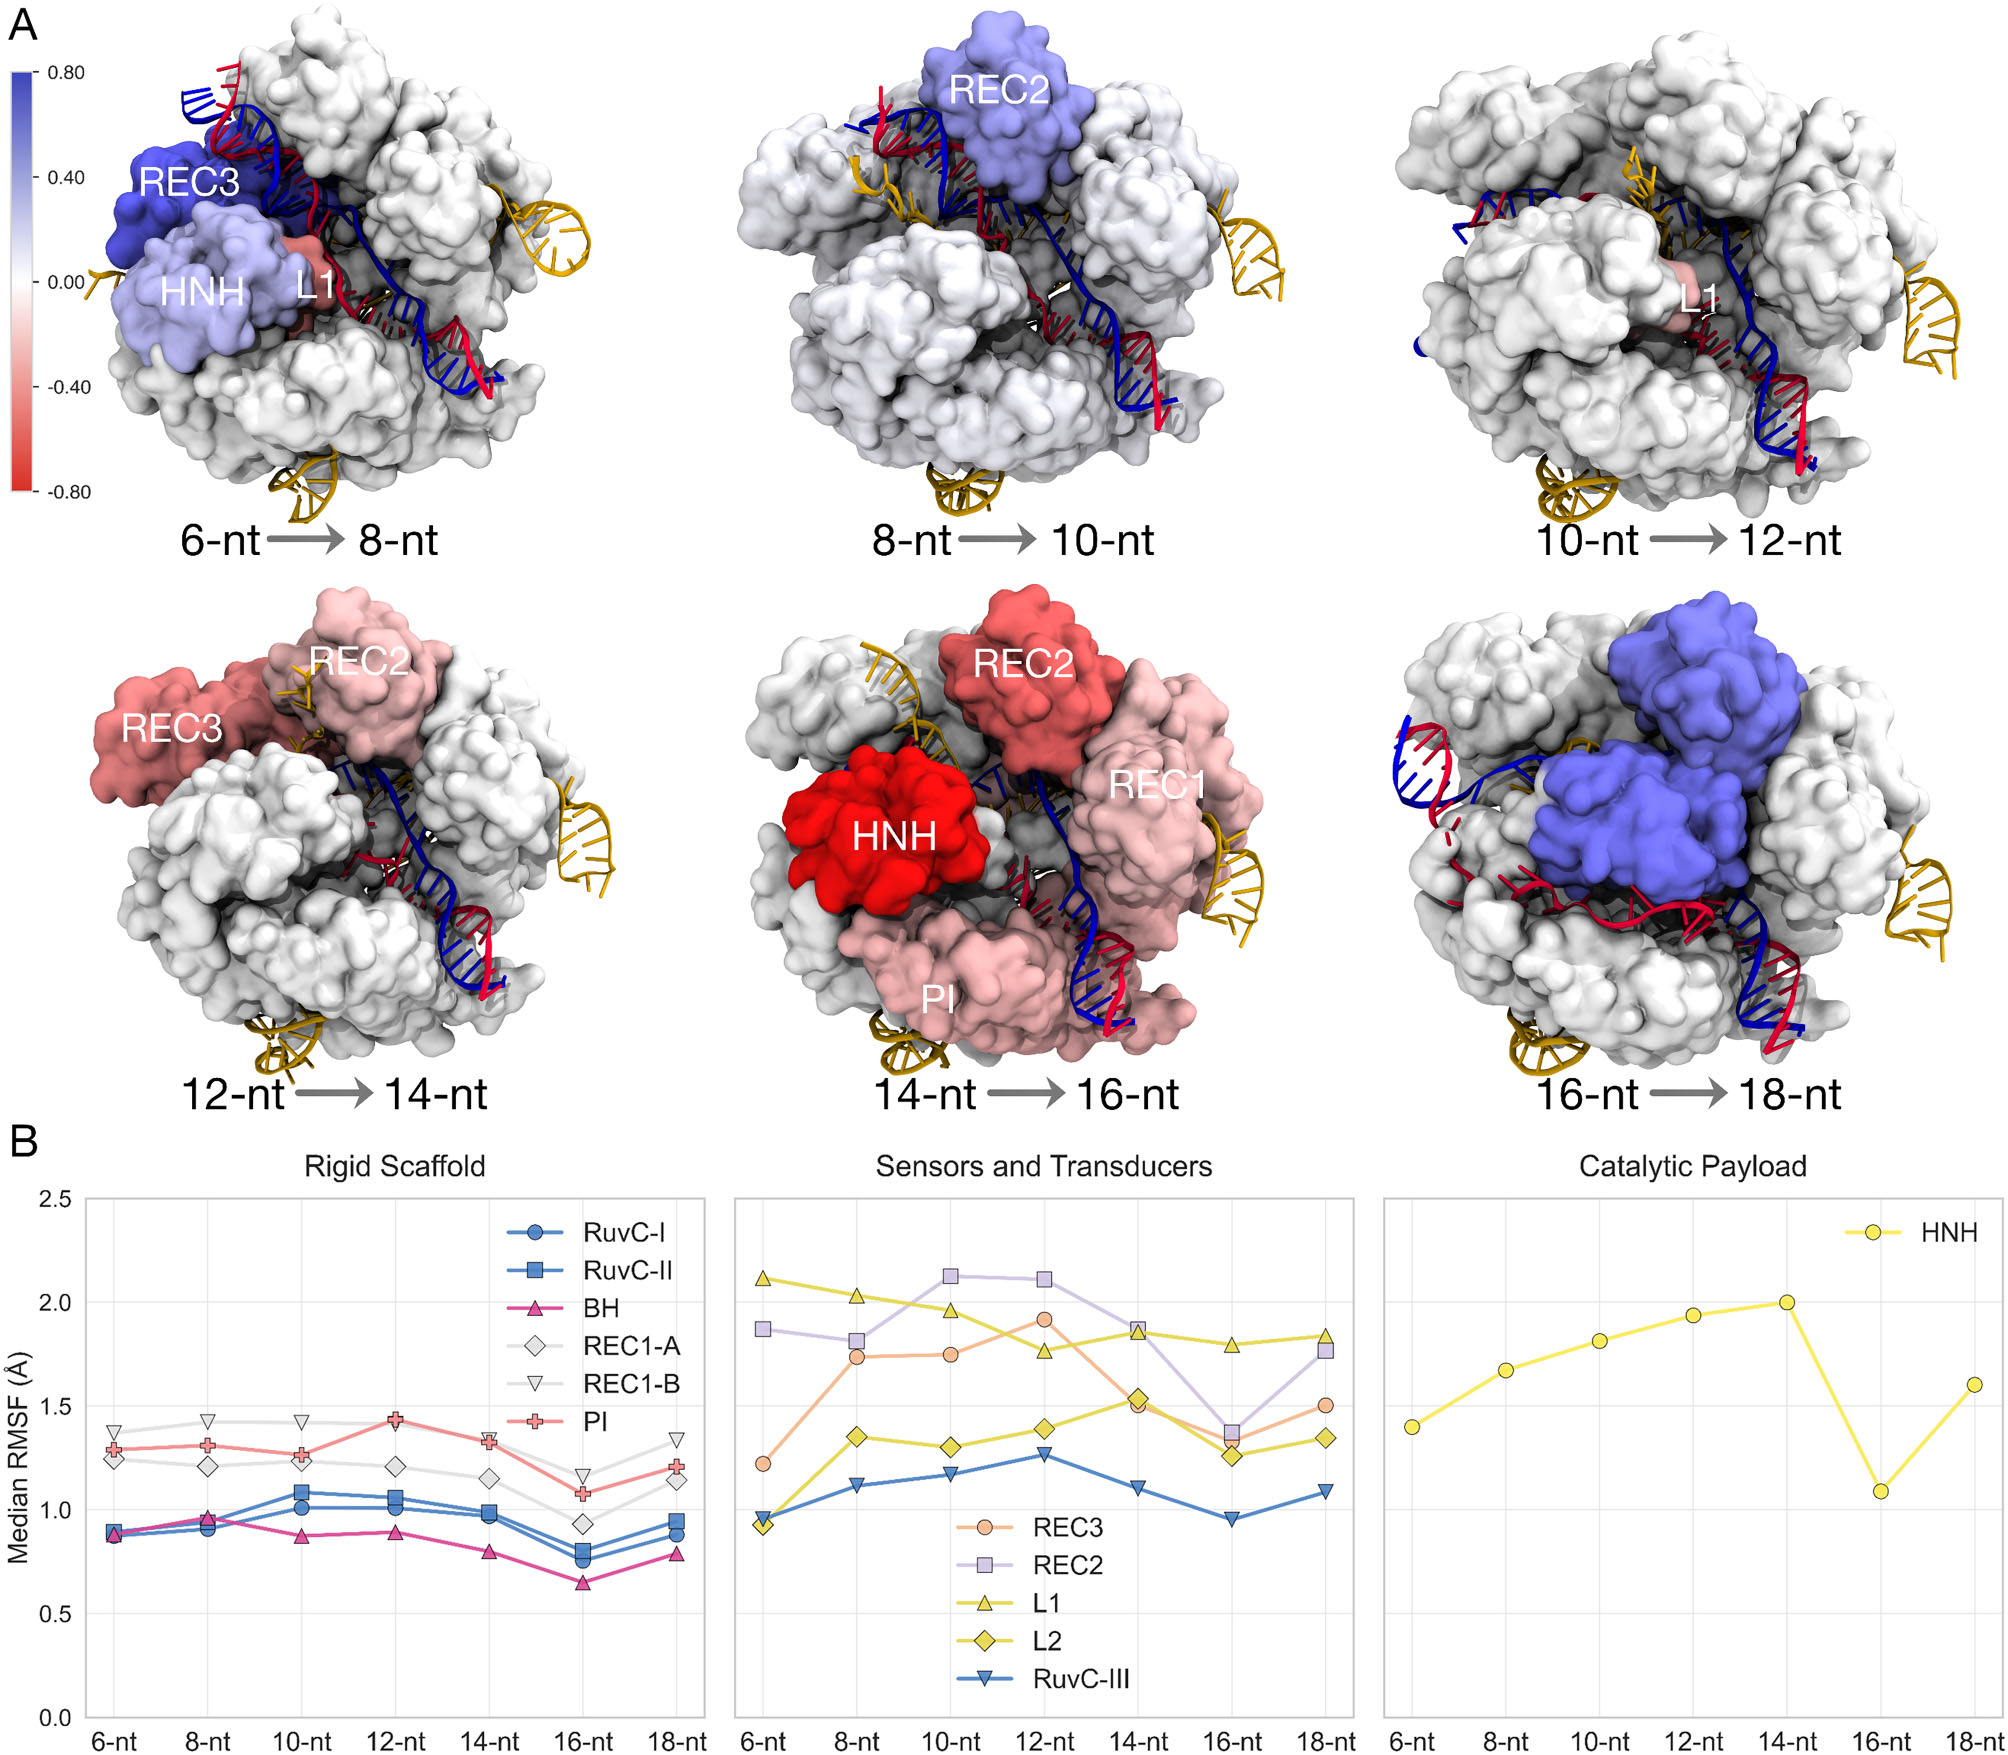 A
0.80
0.40
0.00
-0.40
-0.80
REC3
HNH
L1
6-nt → 8-nt
REC2
8-nt → 10-nt
L1
10-nt → 12-nt
REC2
REC3
12-nt → 14-nt
REC2
REC1
HNH
PI
14-nt → 16-nt
16-nt → 18-nt
B
Rigid Scaffold
Sensors and Transducers
Catalytic Payload
Median RMSF (Å)
2.5
2.0
1.5
1.0
0.5
0.0
RuvC-I
RuvC-II
BH
REC1-A
REC1-B
PI
6-nt 8-nt 10-nt 12-nt 14-nt 16-nt 18-nt
REC3
REC2
L1
L2
RuvC-III
6-nt 8-nt 10-nt 12-nt 14-nt 16-nt 18-nt
HNH
6-nt 8-nt 10-nt 12-nt 14-nt 16-nt 18-nt